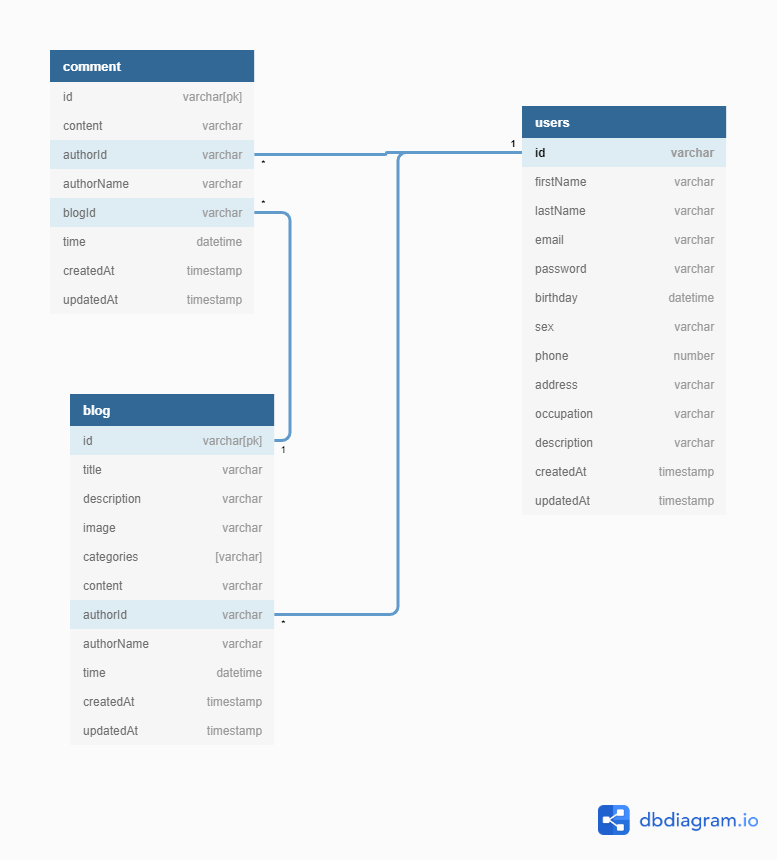 comment
id varchar[pk]
content varchar
authorId varchar
authorName varchar
blogId varchar
time datetime
createdAt timestamp
updatedAt timestamp
*
*
1
users
id varchar
firstName varchar
lastName varchar
email varchar
password varchar
birthday datetime
sex varchar
phone number
address varchar
occupation varchar
description varchar
createdAt timestamp
updatedAt timestamp
blog
id varchar[pk]
title varchar
description varchar
image varchar
categories [varchar]
content varchar
authorId varchar
authorName varchar
time datetime
createdAt timestamp
updatedAt timestamp
1
*
dbdiagram.io